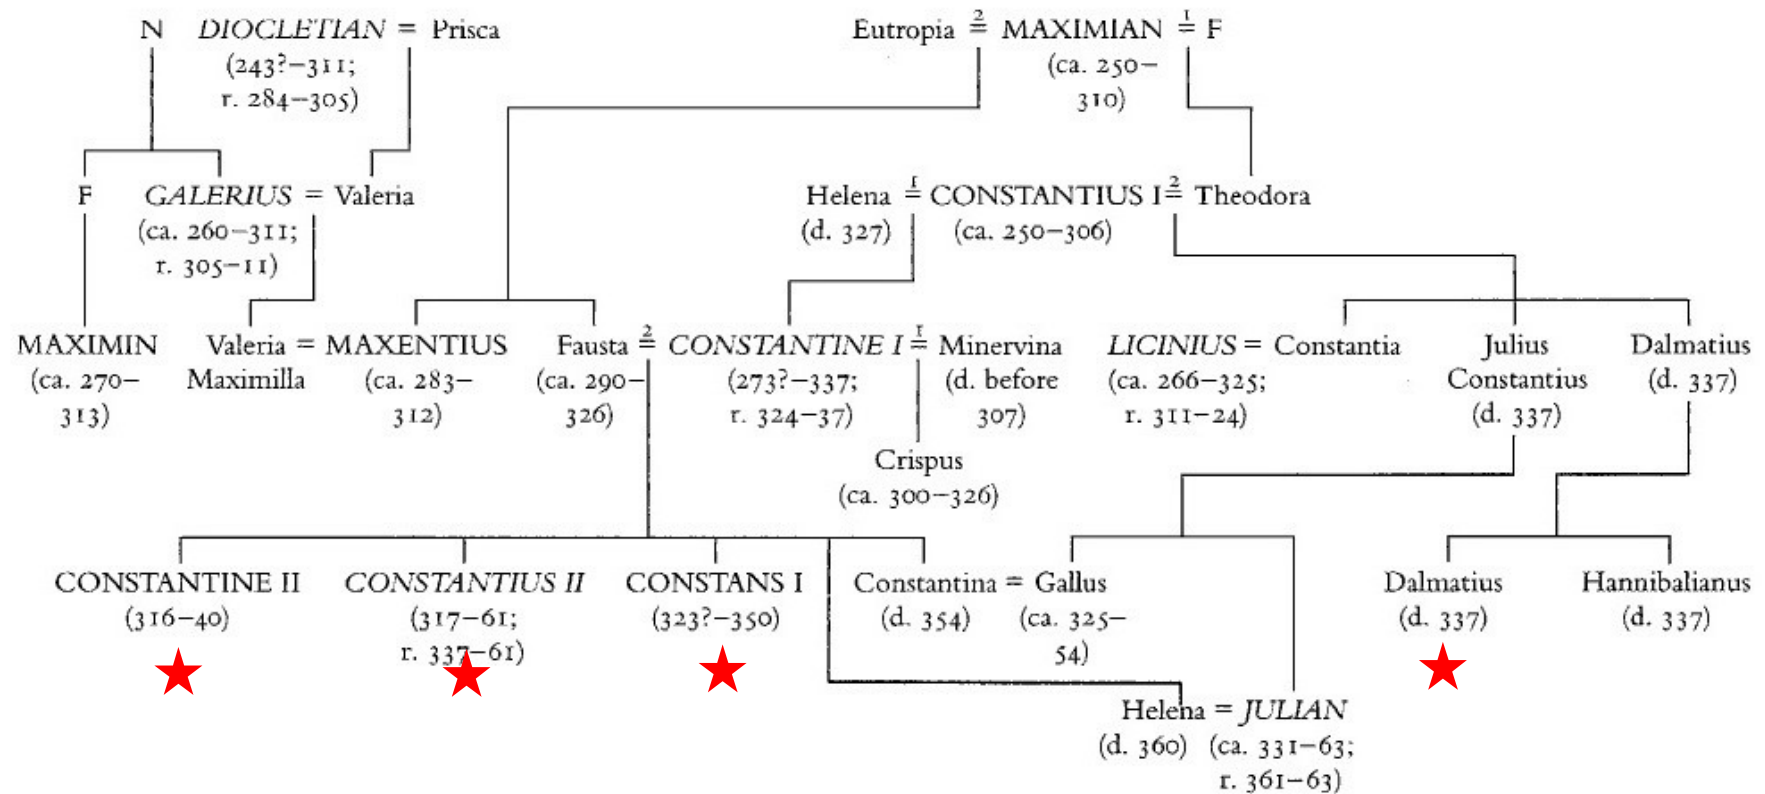 N DIOCLETIAN = Prisca Eutropia 2 = MAXIMIAN 1 = F
(243?–311; (ca. 250–
r. 284–305) 310)
F GALERIUS = Valeria Helena 1 = CONSTANTIUS I 2 = Theodora
(ca. 260–311; (d. 327) (ca. 250–306)
r. 305–11)
MAXIMIN Valeria = MAXENTIUS Fausta 2 = CONSTANTINE I 1 = Minervina LICINIUS = Constantia Julius Dalmatius
(ca. 270– Maximilla (ca. 283– (ca. 290– (273?–337; (d. before (ca. 266–325; Constantius (d. 337)
313) 312) 326) r. 324–37) 307) r. 311–24) (d. 337)
Crispus
(ca. 300–326)
CONSTANTINE II CONSTANTIUS II CONSTANS I Constantina = Gallus Dalmatius Hannibalianus
(316–40) (317–61; (323?–350) (d. 354) (ca. 325– (d. 337) (d. 337)
r. 337–61) 54)
Helena = JULIAN
(d. 360) (ca. 331–63;
r. 361–63)